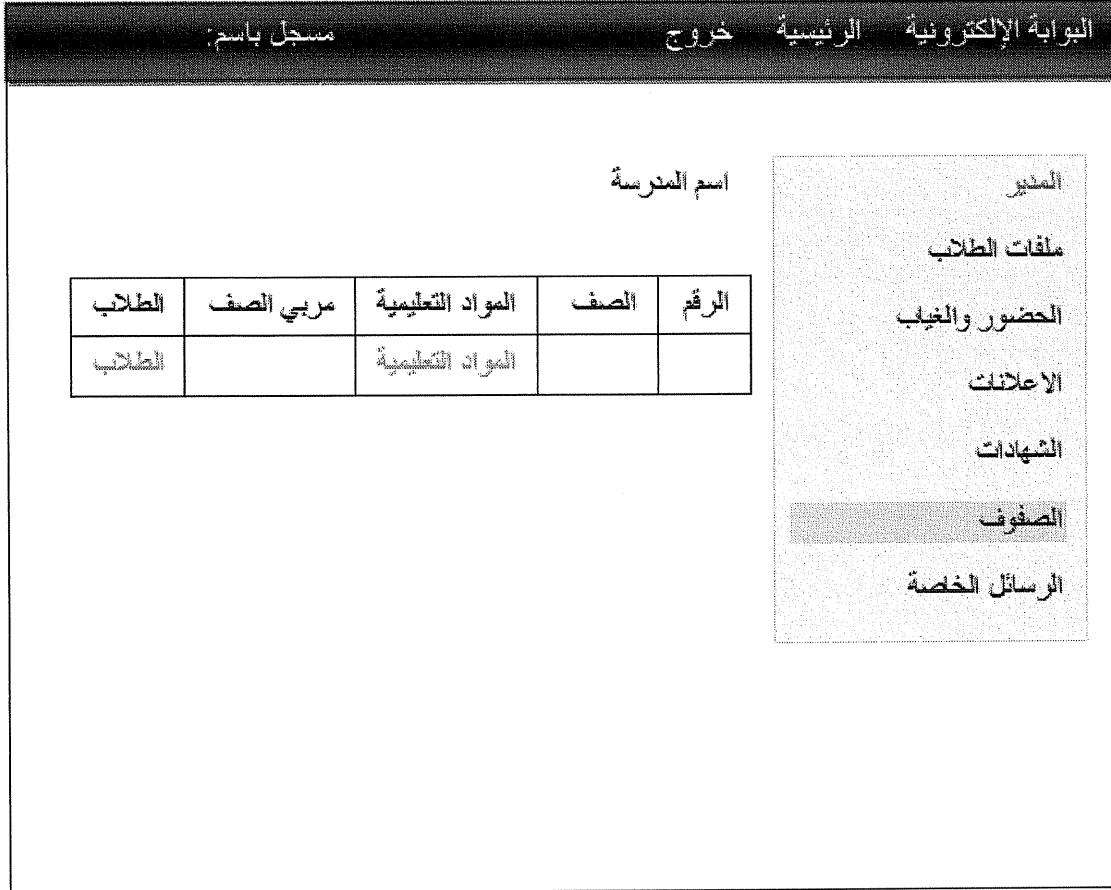 البوابة الإلكترونية الرئيسية خروج مسجل باسم:
اسم المدرسة
المدير
ملفات الطلاب
الحضور والغياب
الاعلانات
الشهادات
الصفوف
الرسائل الخاصة
الرقم الصف المواد التعليمية مربي الصف الطلاب
المواد التعليمية الطلاب